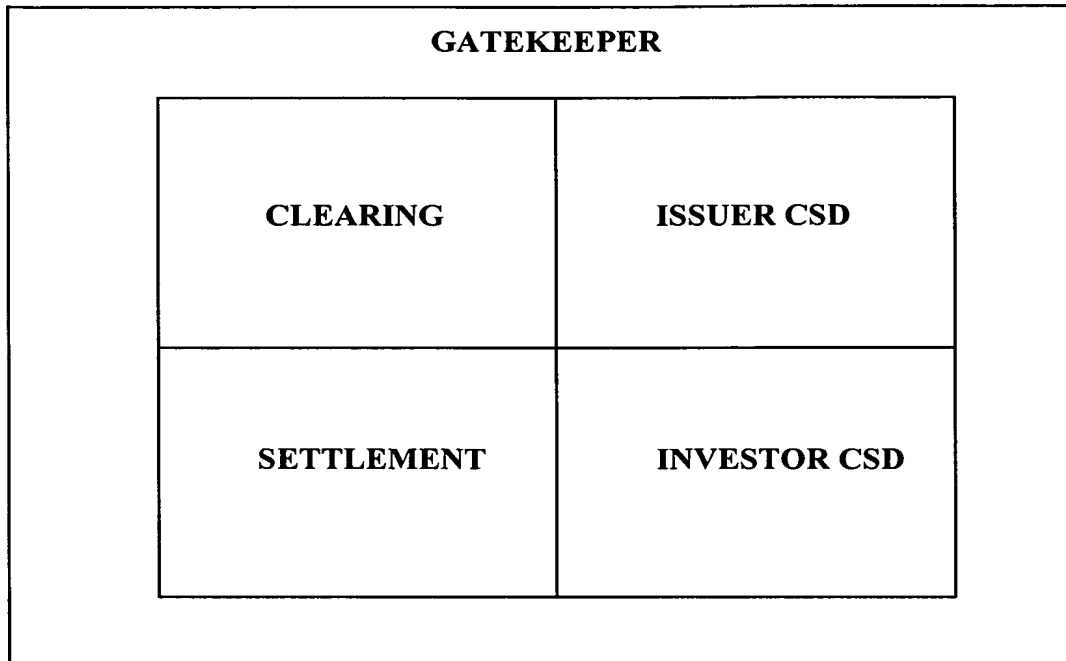 GATEKEEPER
CLEARING
ISSUER CSD
SETTLEMENT
INVESTOR CSD